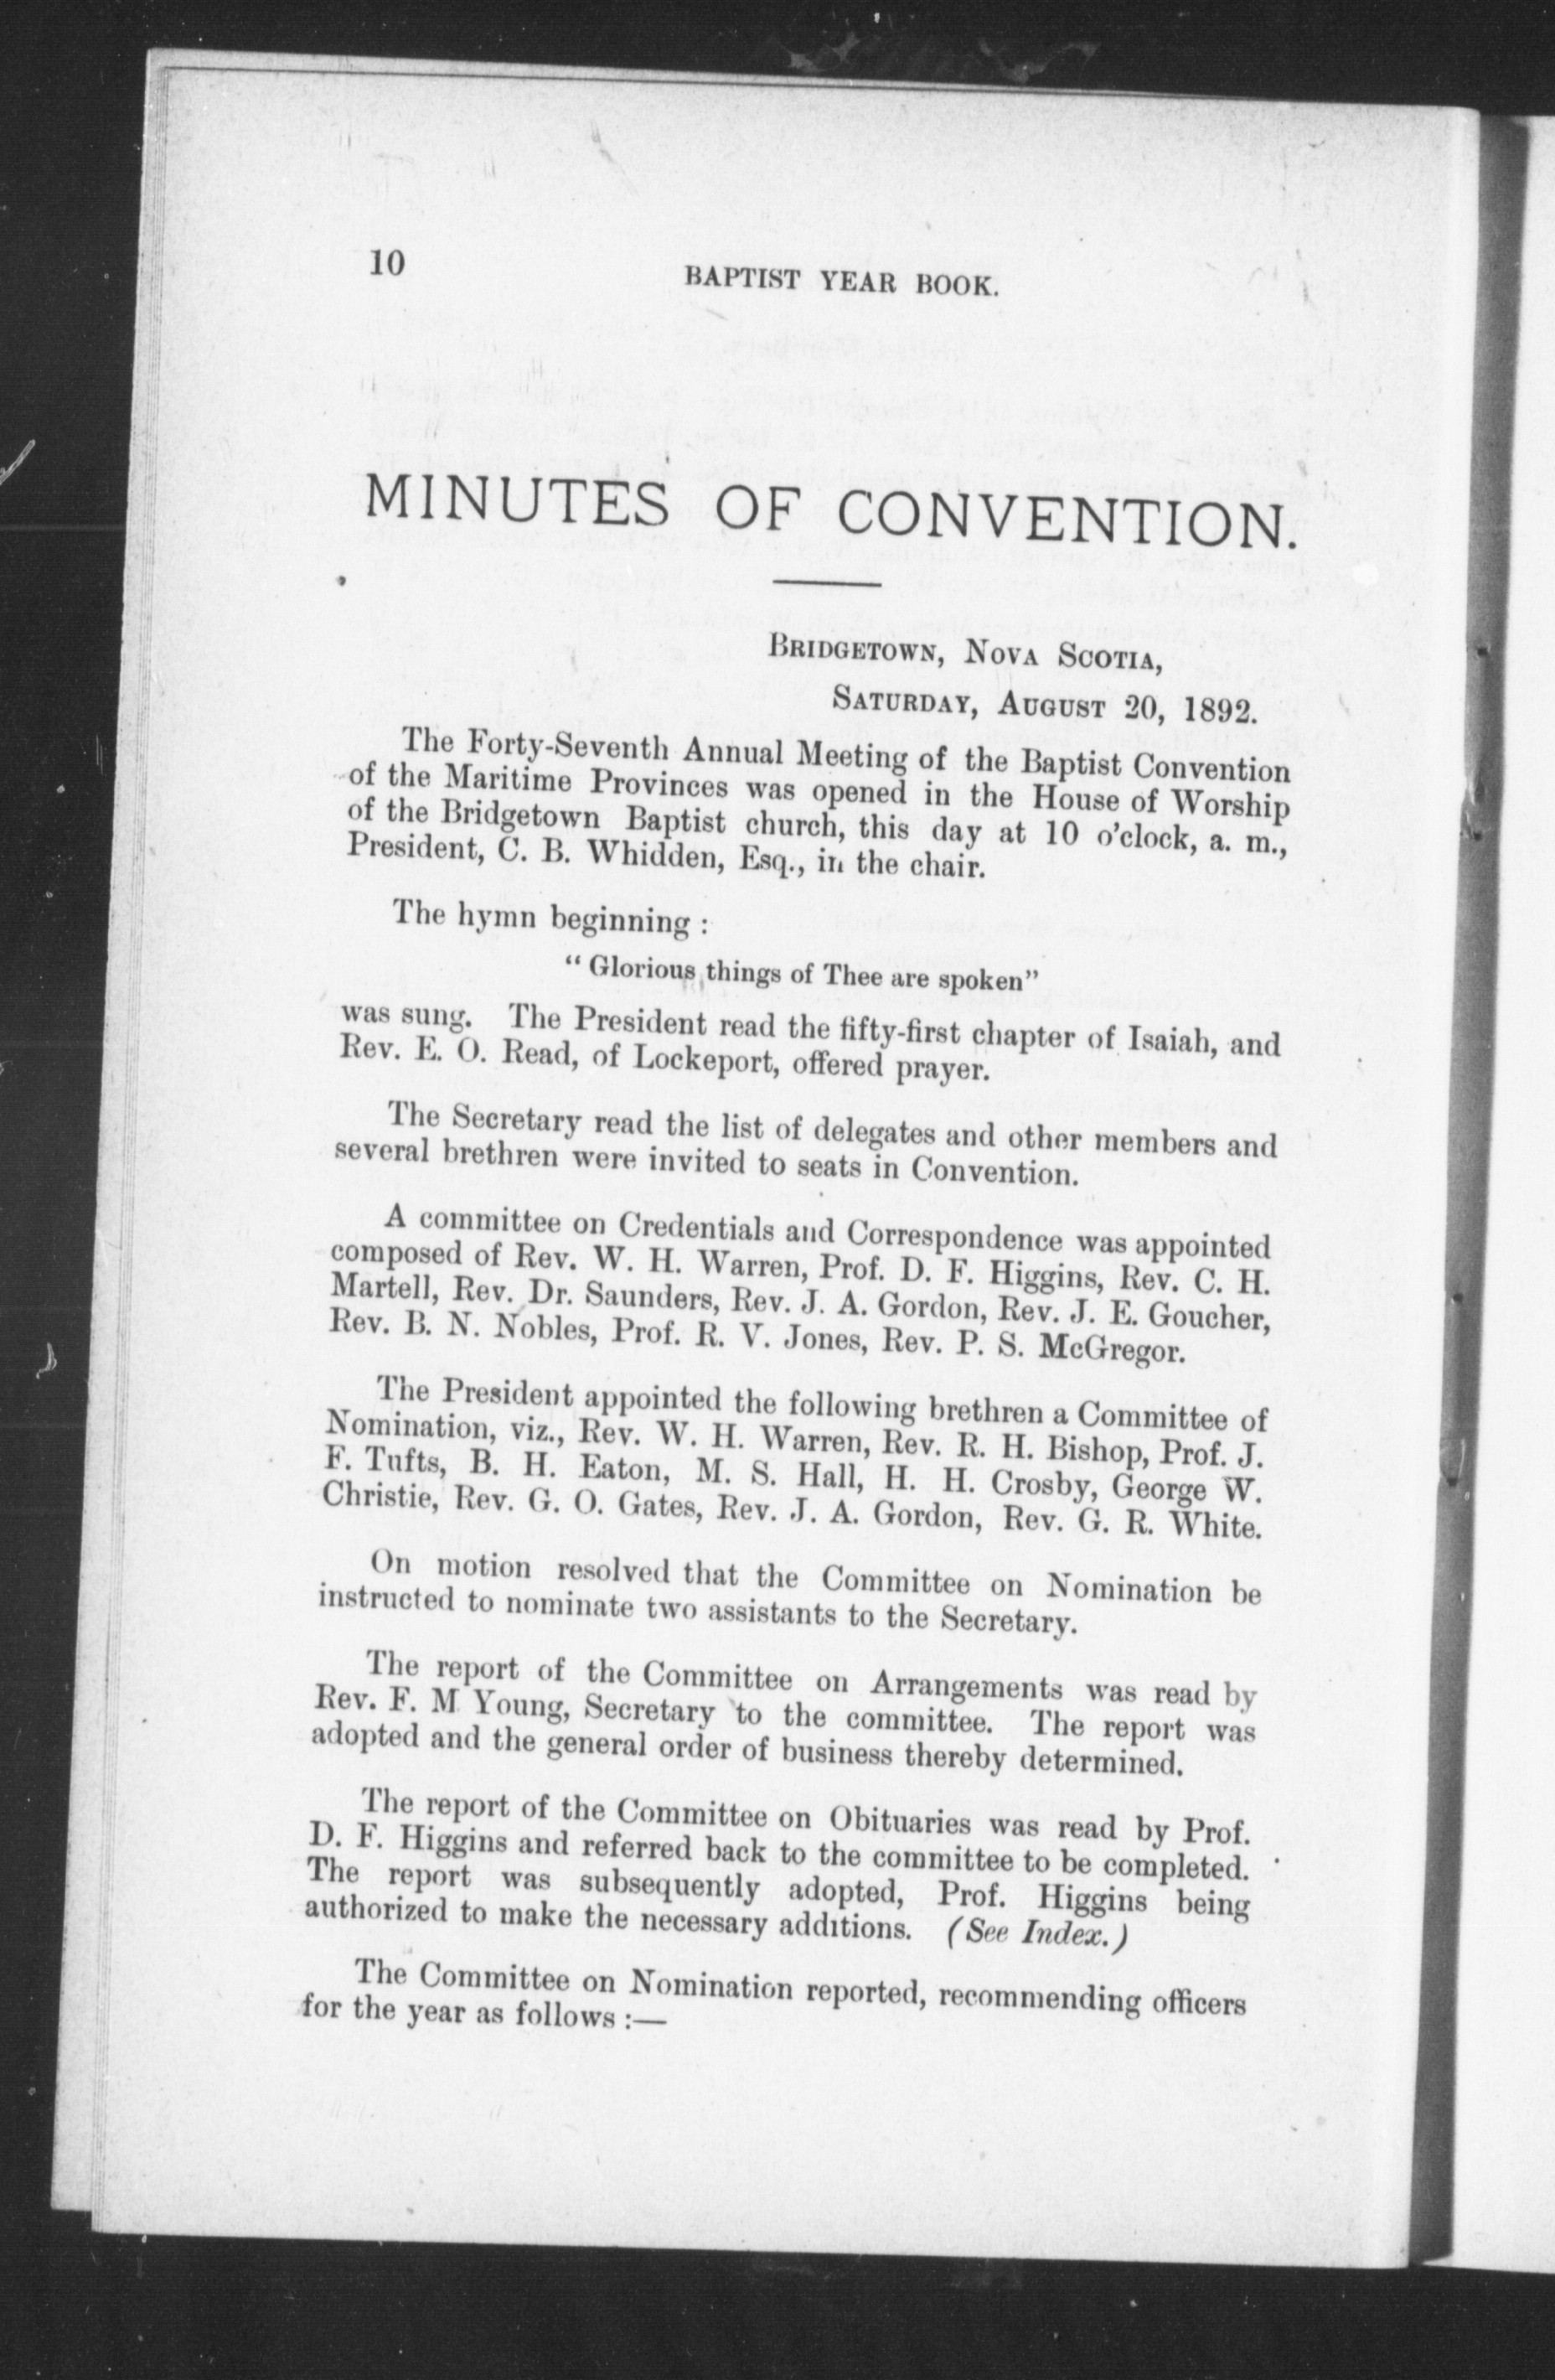 10
BAPTIST YEAR BOOK.
MINUTES OF CONVENTION.
BRIDGETOWN, NOVA SCOTIA,
SATURDAY, AUGUST 20, 1892.
The Forty-Seventh Annual Meeting of the Baptist Convention
of the Maritime Provinces was opened in the House of Worship
of the Bridgetown Baptist church, this day at 10 o'clock, a. m.,
President, C. B. Whidden, Esq., in the chair.
The hymn beginning :
“ Glorious things of Thee are spoken”
was sung. The President read the fifty-first chapter of Isaiah, and
Rev. E. O. Read, of Lockeport, offered prayer.
The Secretary read the list of delegates and other members and
several brethren were invited to seats in Convention.
A committee on Credentials and Correspondence was appointed
composed of Rev. W. H. Warren, Prof. D. F. Higgins, Rev. C. H.
Martell, Rev. Dr. Saunders, Rev. J. A. Gordon, Rev. J. E. Goucher,
Rev. B. N. Nobles, Prof. R. V. Jones, Rev. P. S. McGregor.
The President appointed the following brethren a Committee of
Nomination, viz., Rev. W. H. Warren, Rev. R. H. Bishop, Prof. J.
F. Tufts, B. H. Eaton, M. S. Hall, H. H. Crosby, George W.
Christie, Rev. G. O. Gates, Rev. J. A. Gordon, Rev. G. R. White.
On motion resolved that the Committee on Nomination be
instructed to nominate two assistants to the Secretary.
The report of the Committee on Arrangements was read by
Rev. F. M Young, Secretary to the committee. The report was
adopted and the general order of business thereby determined.
The report of the Committee on Obituaries was read by Prof.
D. F. Higgins and referred back to the committee to be completed.
The report was subsequently adopted, Prof. Higgins being
authorized to make the necessary additions. (See Index.)
The Committee on Nomination reported, recommending officers
for the year as follows :—